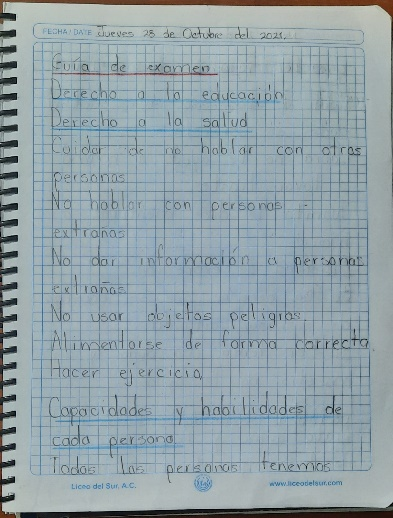 FECHA / DATE Jueves 28 de Octubre del 2021.
Guía de examen
Derecho a la educación
Derecho a la salud
Cuidar de no hablar con otras
personas
No hablar con personas -
extrañas
No dar información a personas
extrañas
No usar objetos peligros.
Alimentarse de forma correcta.
Hacer ejercicio
Capacidades y habilidades de
cada persona
Todas las personas tenemos
Liceo del Sur, A.C. www.liceodelsur.com